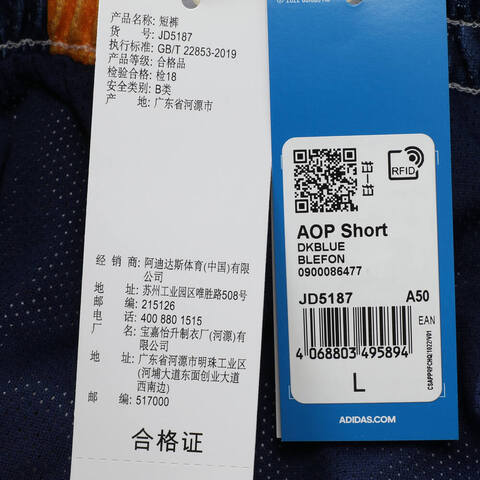 产品名称: 短裤
货 号: JD5187
执行标准: GB/T 22853-2019
产品等级: 合格品
检验合格: 检18
安全类别: B类
产 地: 广东省河源市
经 销 商: 阿迪达斯体育(中国)有限公司
地 址: 苏州工业园区唯胜路508号
邮 编: 215126
电 话: 400 880 1515
厂 名: 宝嘉怡升制衣厂(河源)有限公司
地 址: 广东省河源市明珠工业区(河埔大道东面创业大道西南边)
邮 编: 517000
合格证
RFID
AOP Short
DKBLUE
BLEFON
0900086477
JD5187 A50
EAN
4 068803 495894
L
ADIDAS.COM